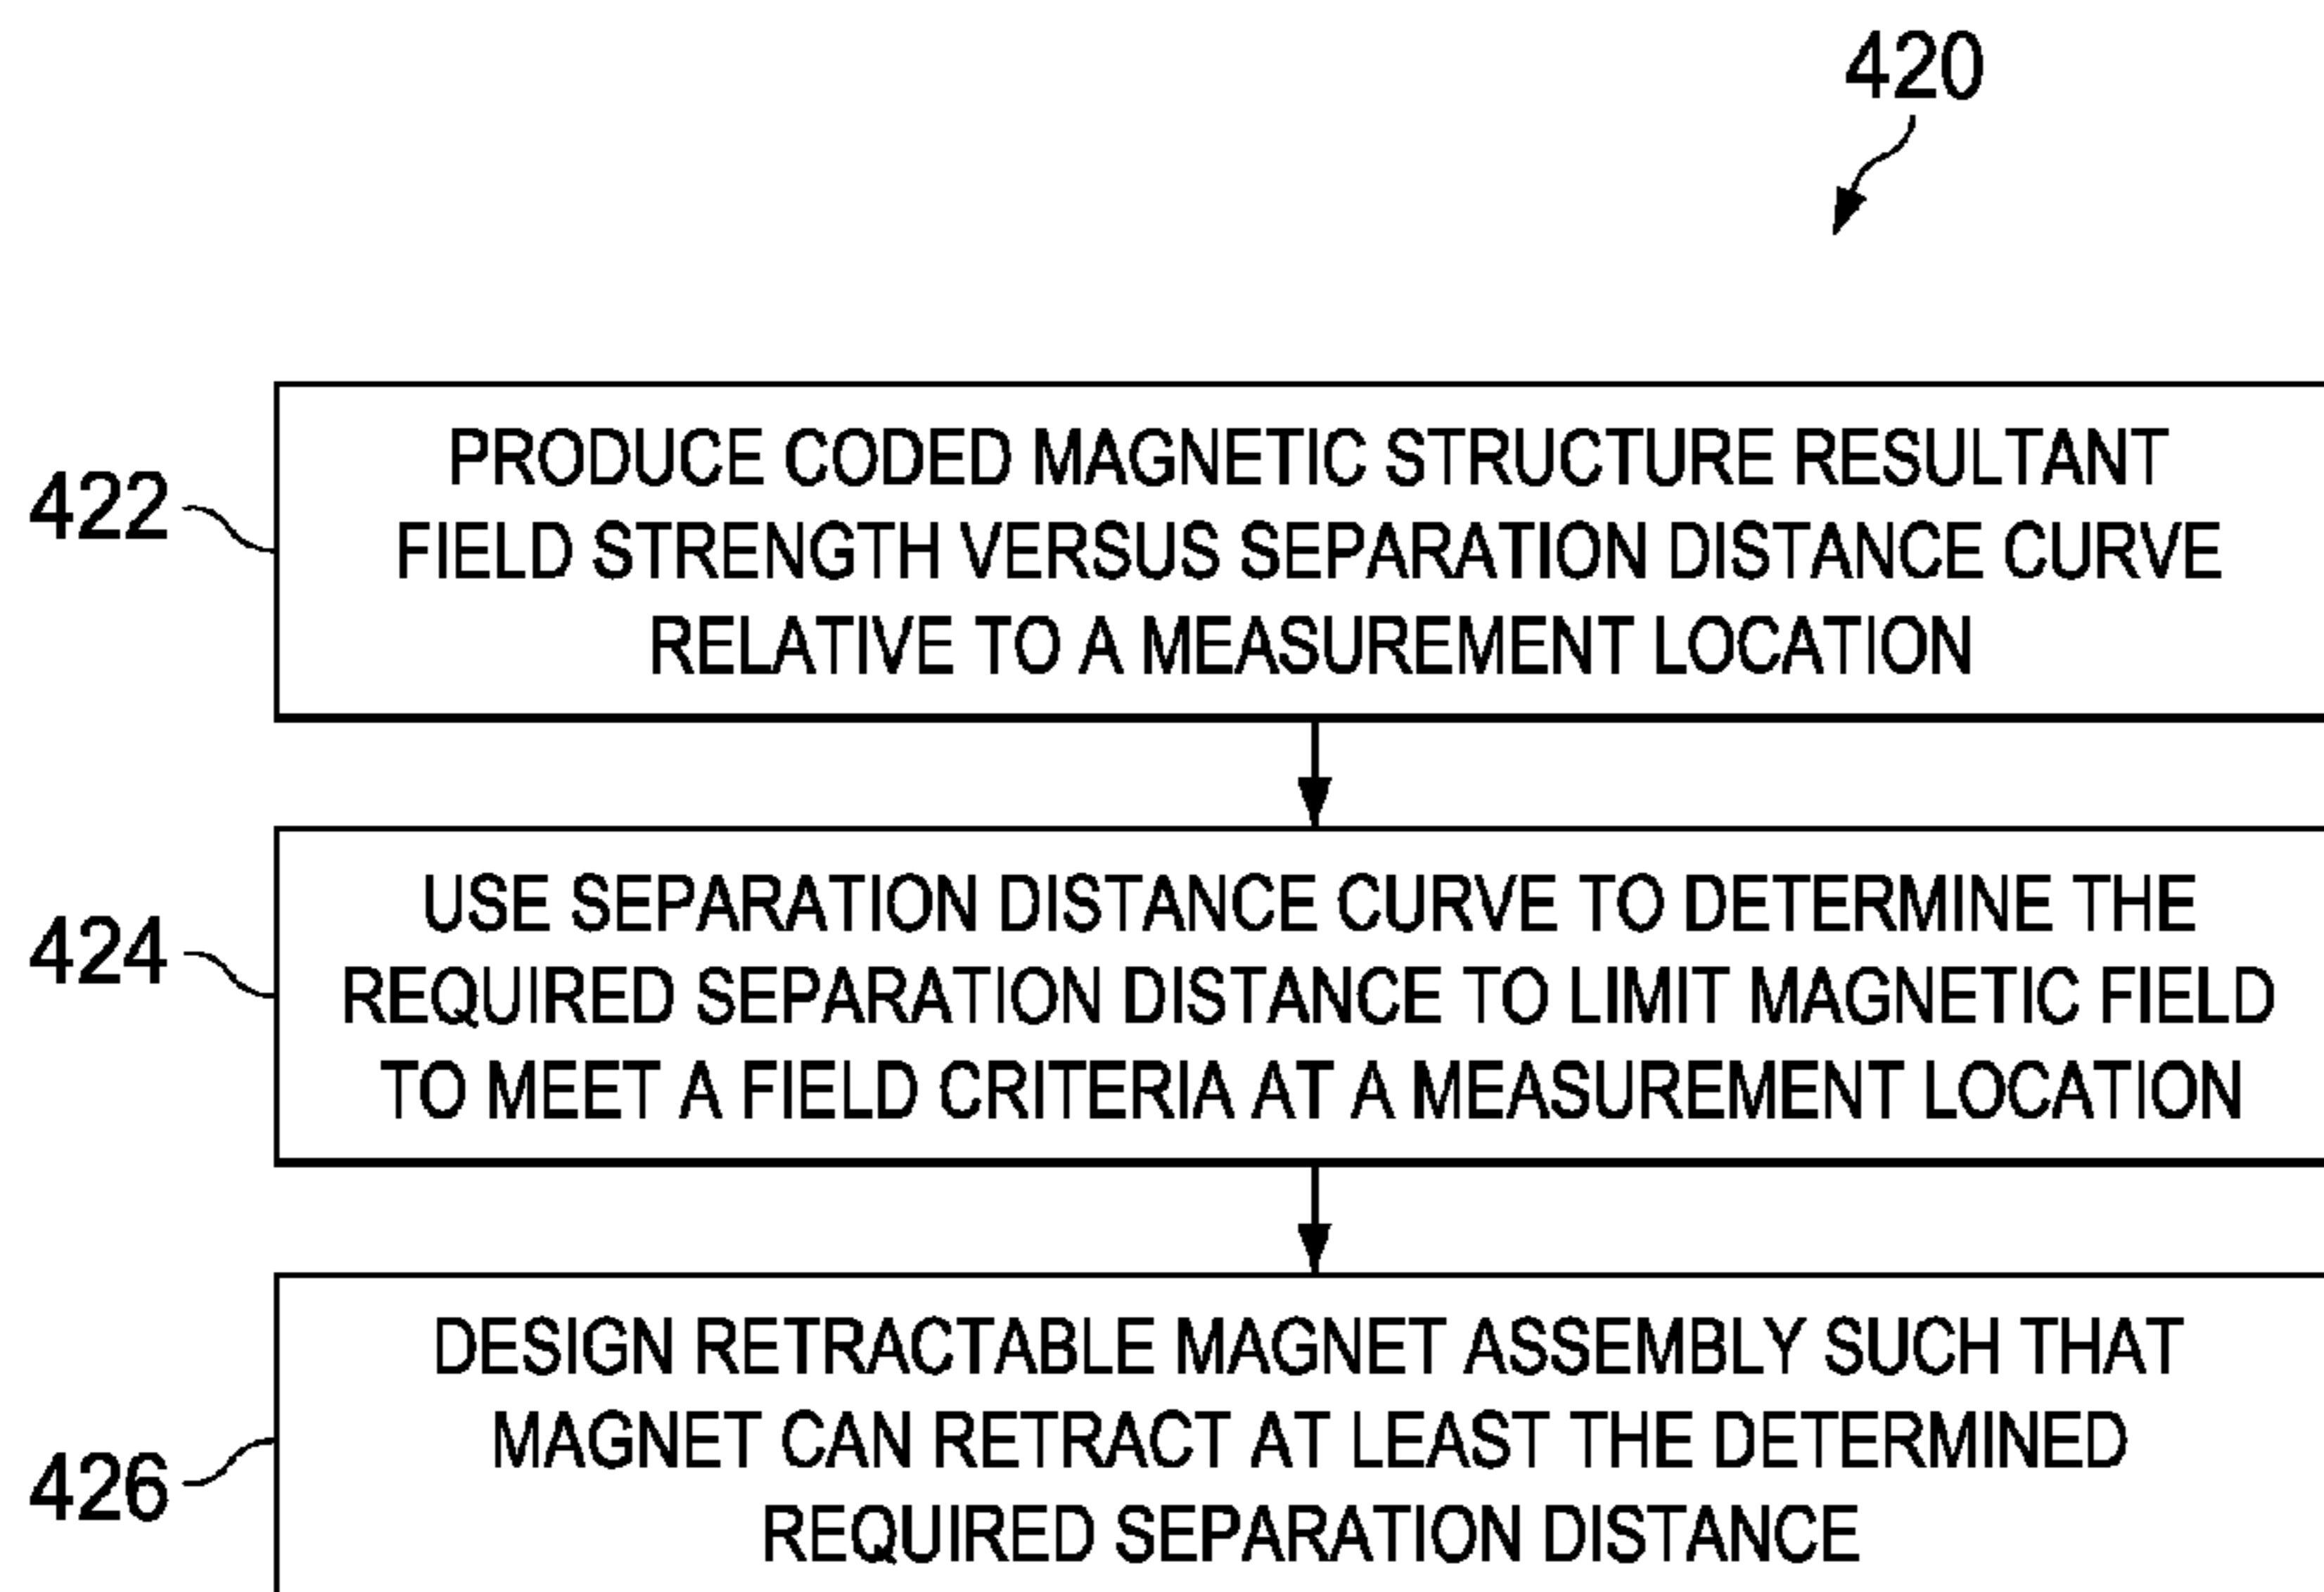 420
422
PRODUCE CODED MAGNETIC STRUCTURE RESULTANT
FIELD STRENGTH VERSUS SEPARATION DISTANCE CURVE
RELATIVE TO A MEASUREMENT LOCATION
424
USE SEPARATION DISTANCE CURVE TO DETERMINE THE
REQUIRED SEPARATION DISTANCE TO LIMIT MAGNETIC FIELD
TO MEET A FIELD CRITERIA AT A MEASUREMENT LOCATION
426
DESIGN RETRACTABLE MAGNET ASSEMBLY SUCH THAT
MAGNET CAN RETRACT AT LEAST THE DETERMINED
REQUIRED SEPARATION DISTANCE